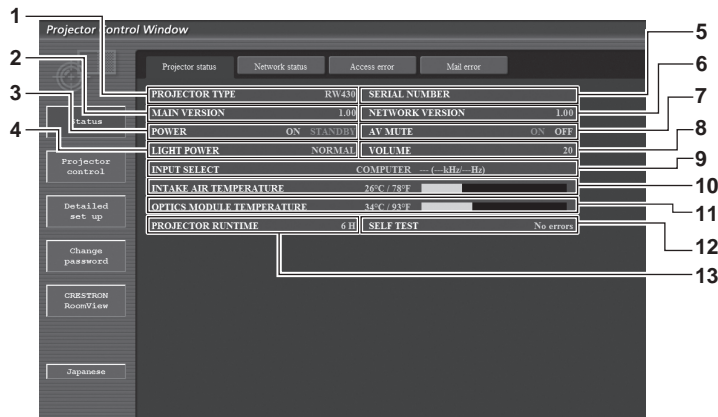 Projector Control Window
Projector status
Network status
Access error
Mail error
PROJECTOR TYPE RW430 SERIAL NUMBER
MAIN VERSION 1.00 NETWORK VERSION 1.00
POWER ON STANDBY AV MUTE ON OFF
LIGHT POWER NORMAL VOLUME 20
INPUT SELECT COMPUTER --- (---kHz/---Hz)
INTAKE AIR TEMPERATURE 26°C / 78°F
OPTICS MODULE TEMPERATURE 34°C / 93°F
PROJECTOR RUNTIME 6 H SELF TEST No errors
Status
Projector
control
Detailed
set up
Change
password
CRESTRON
RoomView
Japanese
1
2
3
4
5
6
7
8
9
10
11
12
13